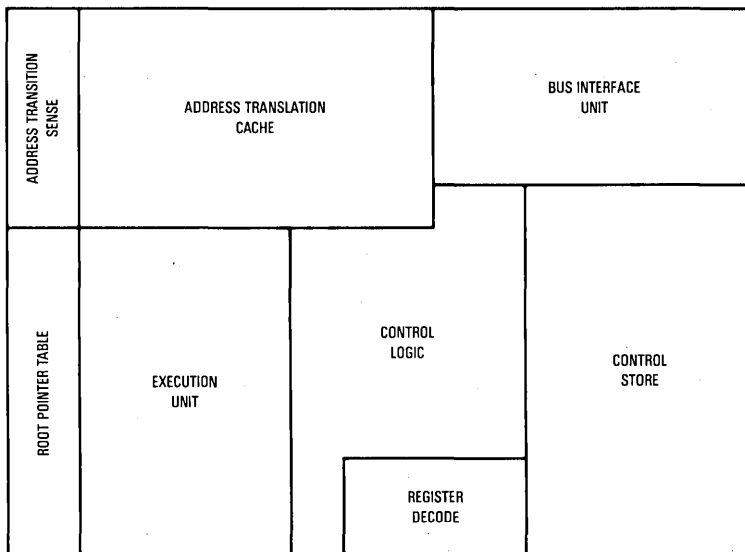 ADDRESS TRANSITION
SENSE
ADDRESS TRANSLATION
CACHE
BUS INTERFACE
UNIT
ROOT POINTER TABLE
EXECUTION
UNIT
CONTROL
LOGIC
CONTROL
STORE
REGISTER
DECODE